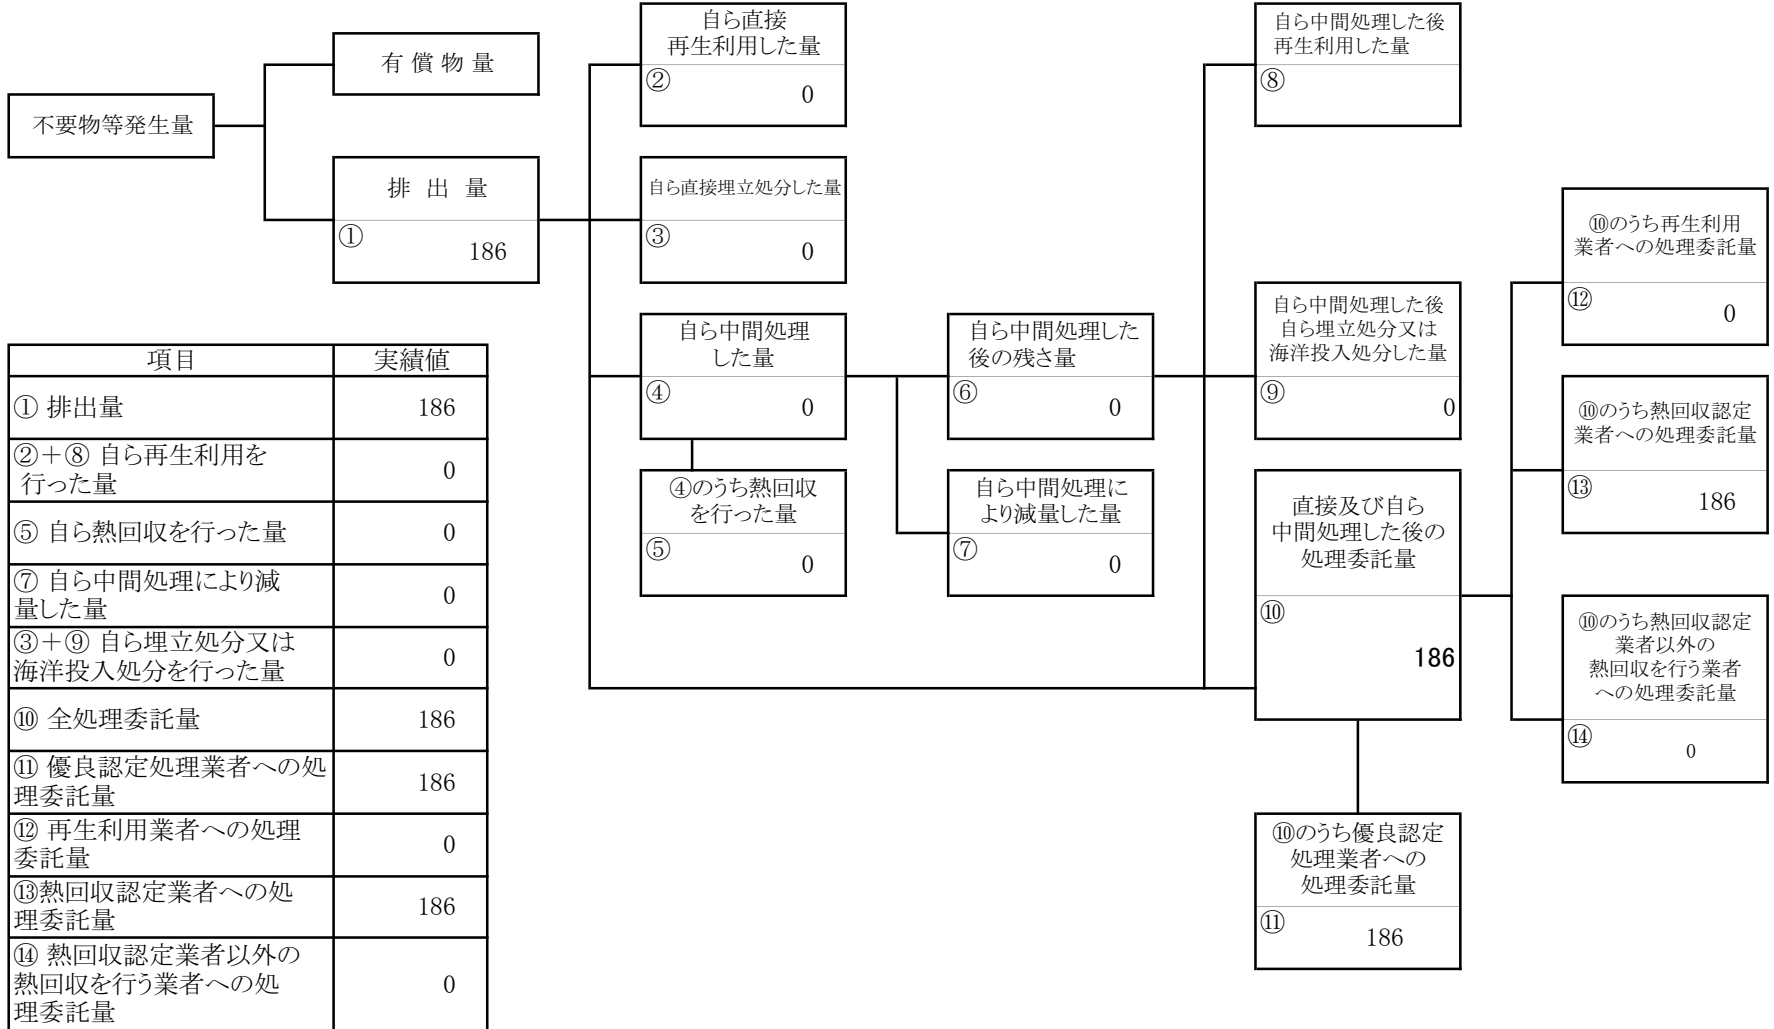 不要物等発生量
有 償 物 量
排 出 量
①
186
自ら直接
再生利用した量
②
0
自ら直接埋立処分した量
③
0
自ら中間処理
した量
④
0
④のうち熱回収
を行った量
⑤
0
自ら中間処理した
後の残さ量
⑥
0
自ら中間処理に
より減量した量
⑦
0
自ら中間処理した後
再生利用した量
⑧
自ら中間処理した後
自ら埋立処分又は
海洋投入処分した量
⑨
0
直接及び自ら
中間処理した後の
処理委託量
⑩
186
⑩のうち優良認定
処理業者への
処理委託量
⑪
186
⑩のうち再生利用
業者への処理委託量
⑫
0
⑩のうち熱回収認定
業者への処理委託量
⑬
186
⑩のうち熱回収認定
業者以外の
熱回収を行う業者
への処理委託量
⑭
0
項目 実績値
① 排出量 186
②＋⑧ 自ら再生利用を
行った量 0
⑤ 自ら熱回収を行った量 0
⑦ 自ら中間処理により減
量した量 0
③＋⑨ 自ら埋立処分又は
海洋投入処分を行った量 0
⑩ 全処理委託量 186
⑪ 優良認定処理業者への処
理委託量 186
⑫ 再生利用業者への処理
委託量 0
⑬熱回収認定業者への処
理委託量 186
⑭ 熱回収認定業者以外の
熱回収を行う業者への処
理委託量 0